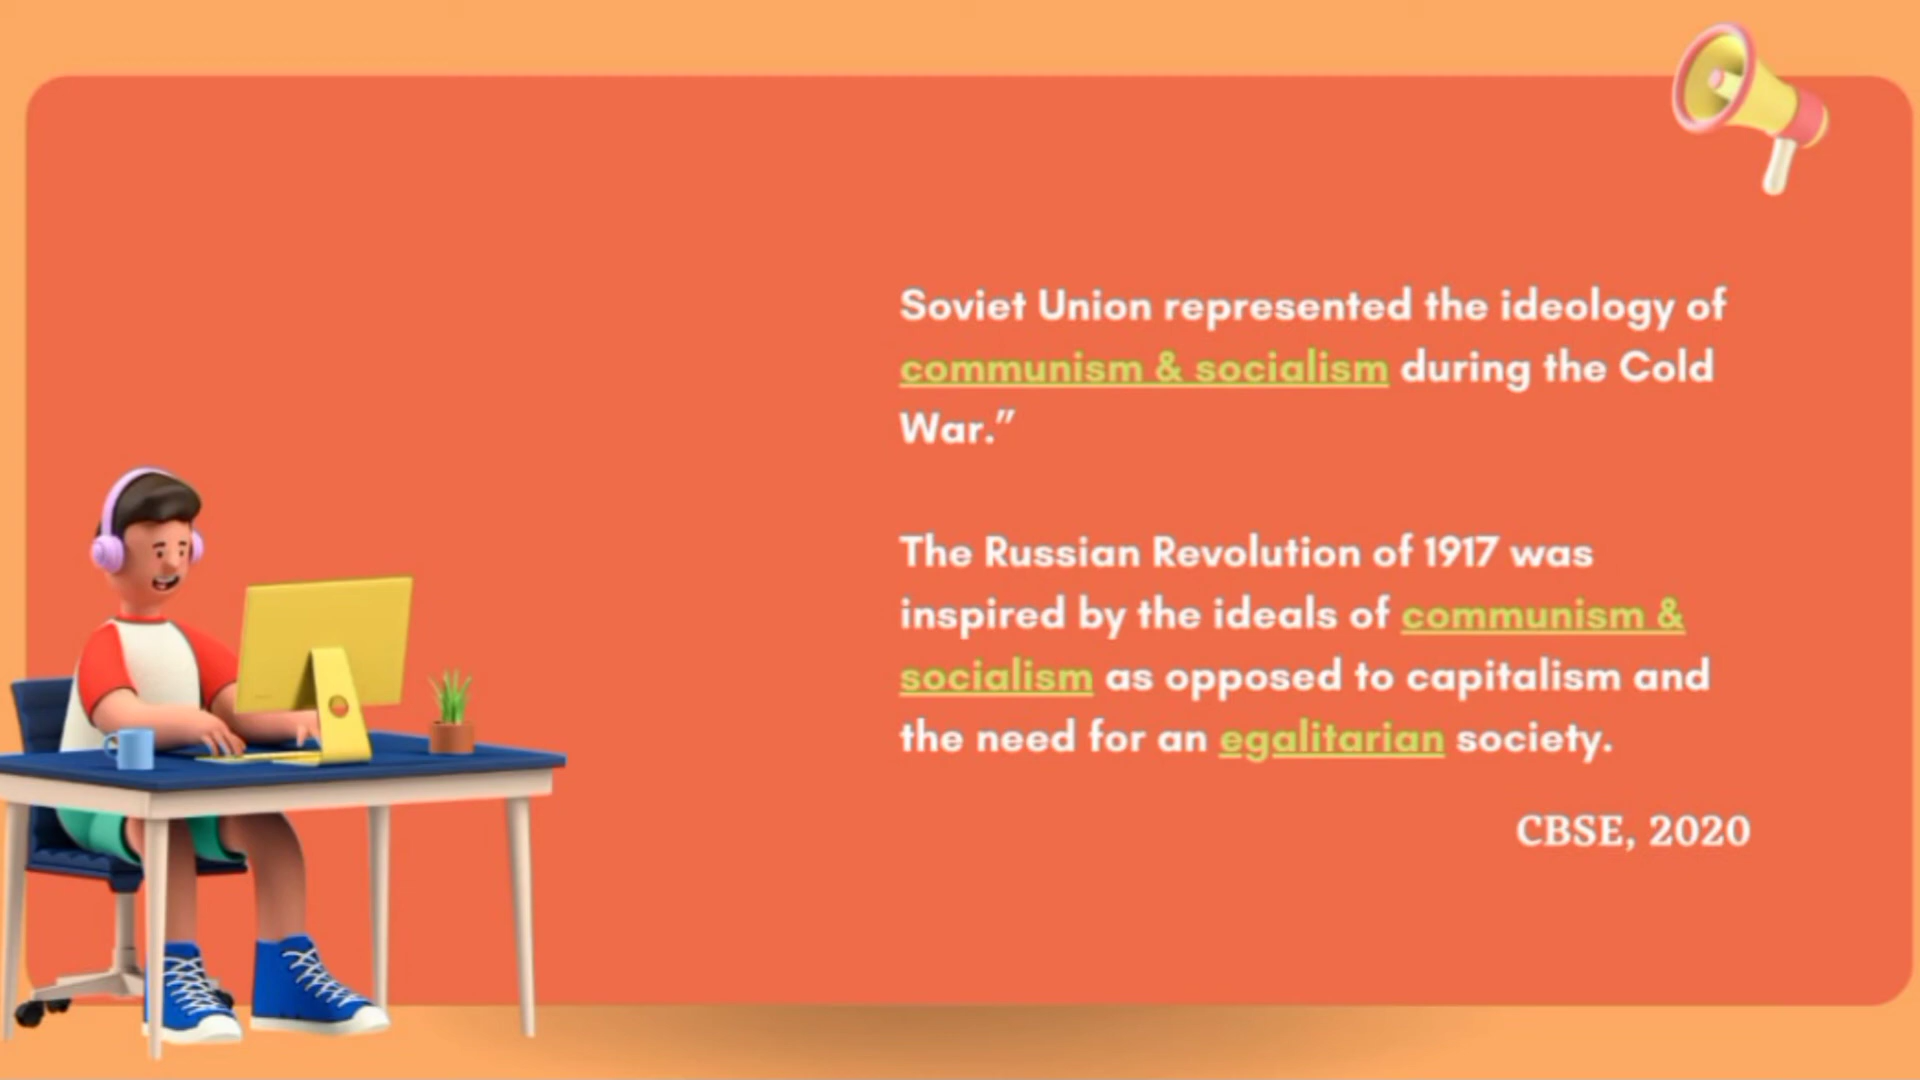 Soviet Union represented the ideology of
communism & socialism during the Cold
War.”
The Russian Revolution of 1917 was
inspired by the ideals of communism &
socialism as opposed to capitalism and
the need for an egalitarian society.
CBSE, 2020